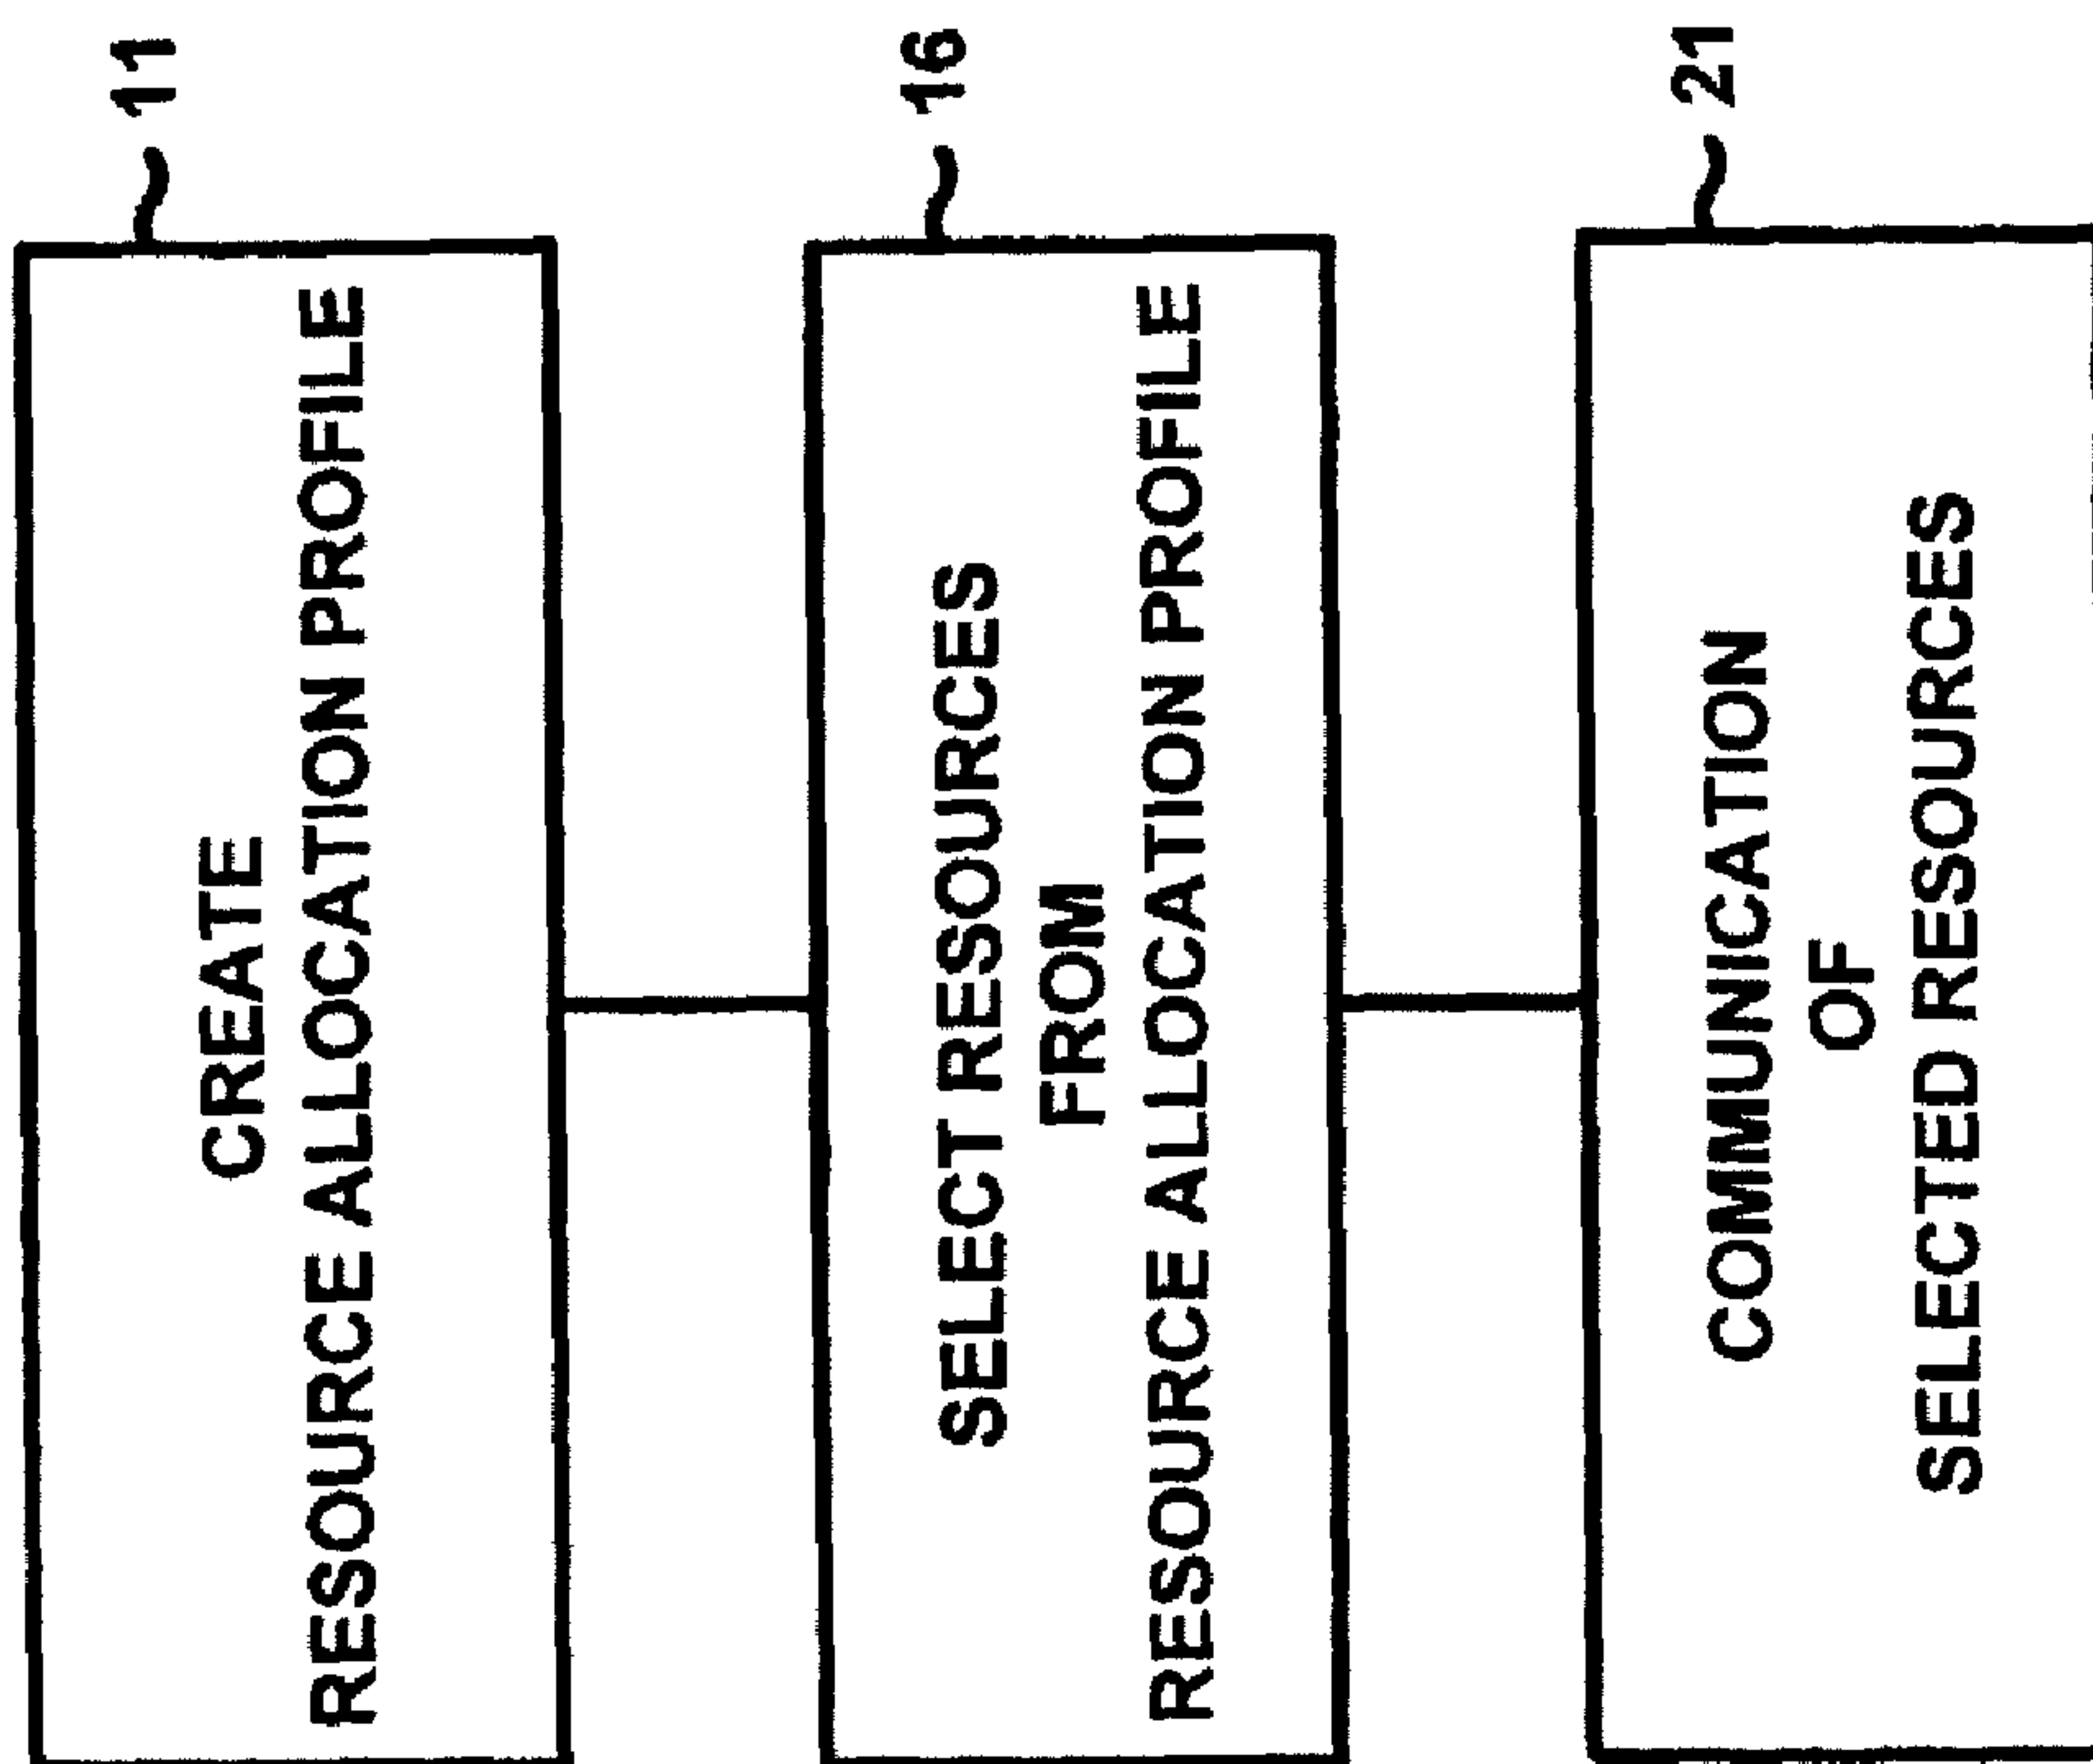 CREATE
RESOURCE ALLOCATION PROFILE
11
SELECT RESOURCES
FROM
RESOURCE ALLOCATION PROFILE
16
COMMUNICATION
OF
SELECTED RESOURCES
21